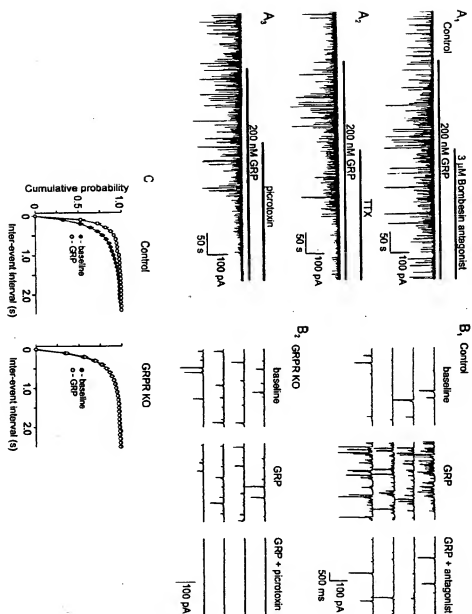 A₁
Control
3 µM Bombesin antagonist
200 nM GRP
100 pA
50 s
A₂
TTX
200 nM GRP
100 pA
50 s
A₃
picrotoxin
200 nM GRP
100 pA
50 s
B₁ Control
baseline
GRP
GRP + antagonist
100 pA
500 ms
B₂ GRPR KO
baseline
GRP
GRP + picrotoxin
100 pA
C
Control
Cumulative probability
1.0
0.5
0
0
1.0
2.0
Inter-event interval (s)
● - baseline
○ - GRP
GRPR KO
0
1.0
2.0
Inter-event interval (s)
● - baseline
○ - GRP